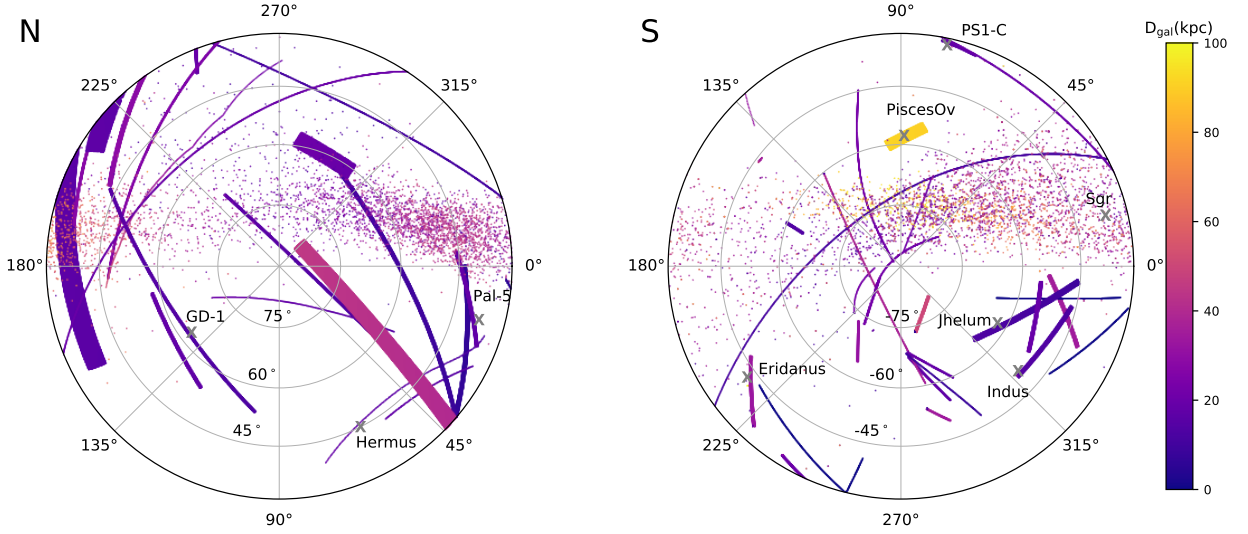 N
270°
225°
315°
180°
0°
Pal-5
GD-1
75°
60°
45°
Hermus
135°
45°
90°
S
90°
PS1-C
D_gal(kpc)
135°
45°
PiscesOv
Sgr
180°
0°
-75°
Jhelum
Eridanus
-60°
Indus
-45°
225°
315°
270°
100
80
60
40
20
0